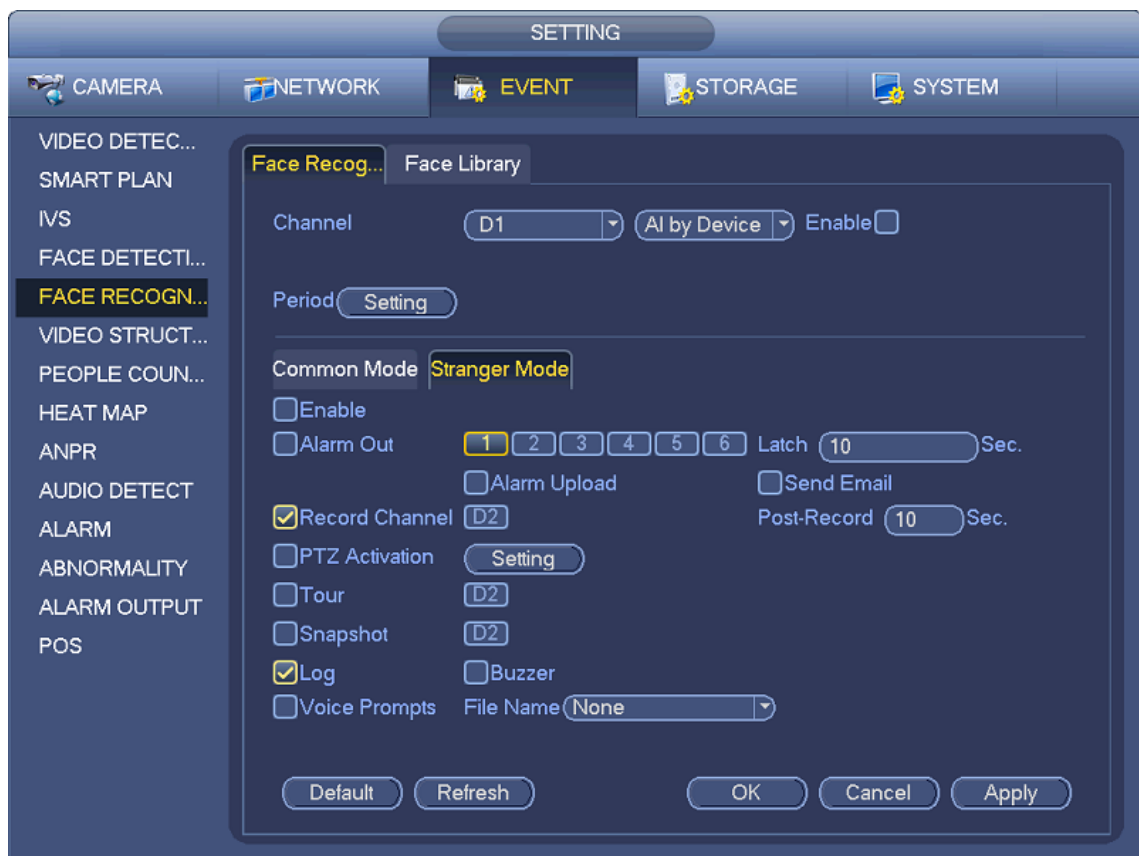 SETTING
CAMERA NETWORK EVENT STORAGE SYSTEM
VIDEO DETEC...
SMART PLAN
IVS
FACE DETECTI...
FACE RECOGN...
VIDEO STRUCT...
PEOPLE COUN...
HEAT MAP
ANPR
AUDIO DETECT
ALARM
ABNORMALITY
ALARM OUTPUT
POS
Face Recog... Face Library
Channel D1 AI by Device Enable
Period Setting
Common Mode Stranger Mode
Enable
Alarm Out 1 2 3 4 5 6 Latch 10 Sec.
Alarm Upload Send Email
Record Channel D2 Post-Record 10 Sec.
PTZ Activation Setting
Tour D2
Snapshot D2
Log Buzzer
Voice Prompts File Name None
Default Refresh OK Cancel Apply